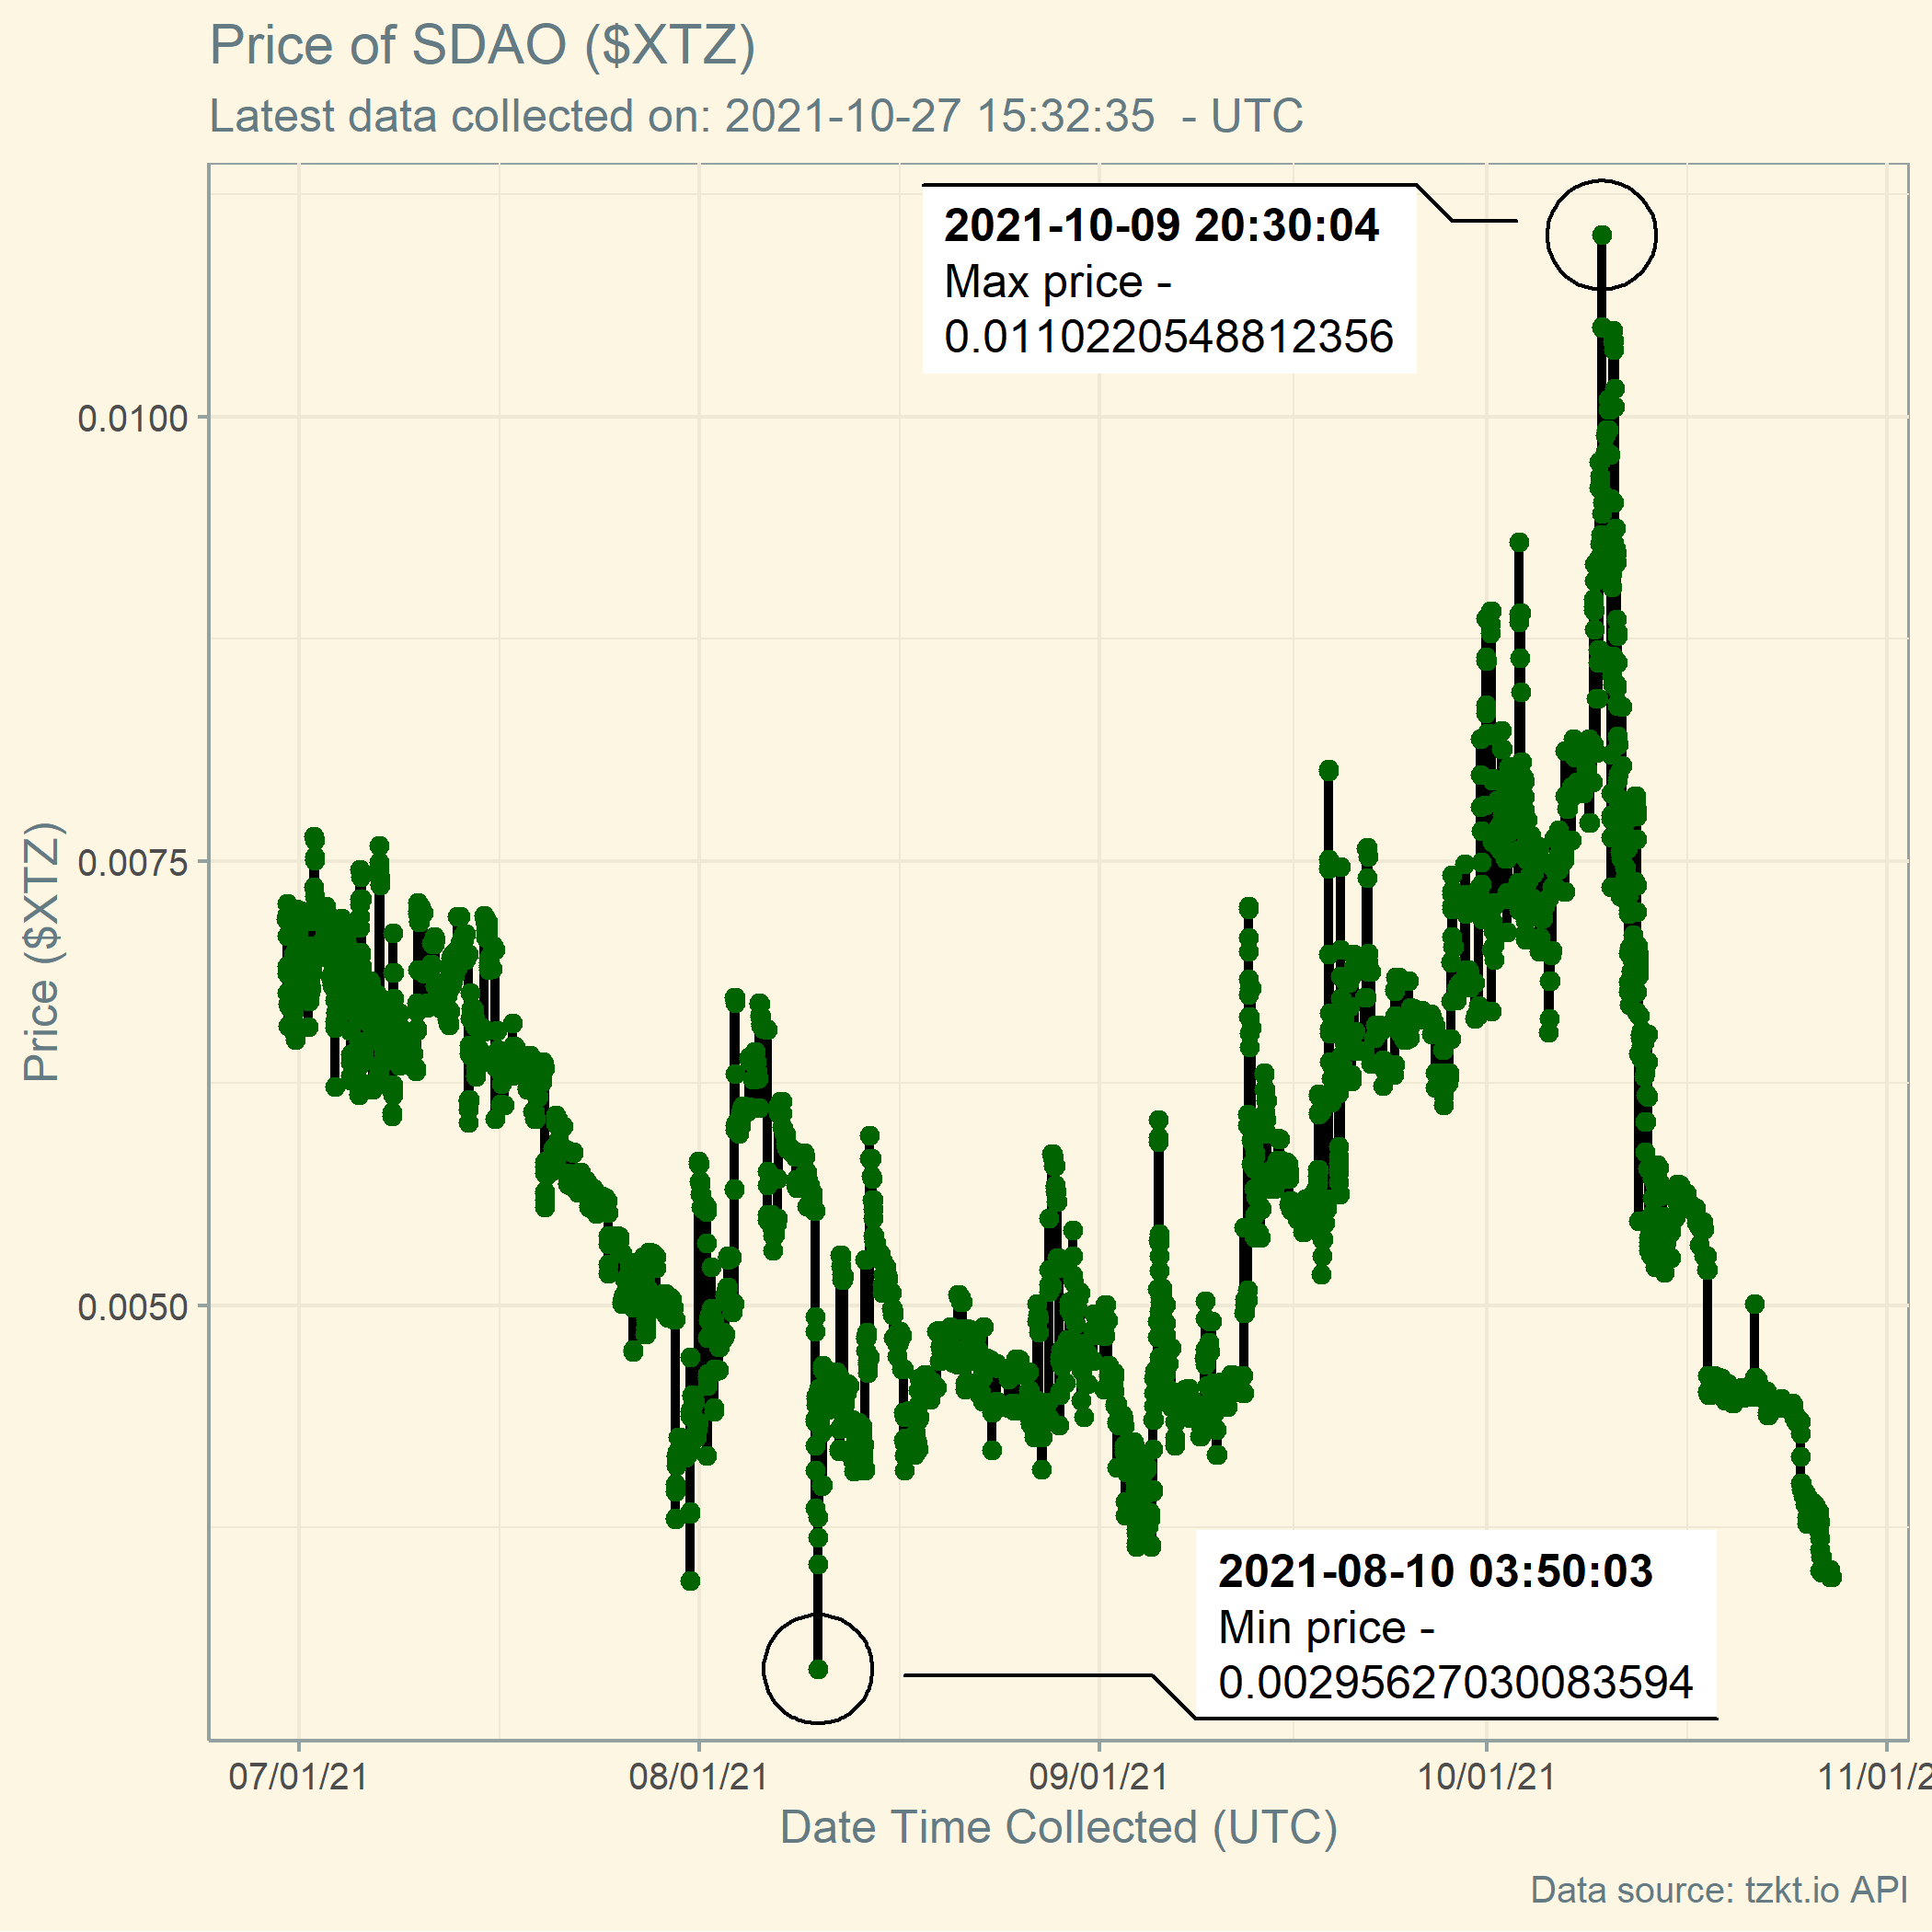 Price of SDAO ($XTZ)
Latest data collected on: 2021-10-27 15:32:35  - UTC
2021-10-09 20:30:04
Max price -
0.0110220548812356
0.0100
0.0075
0.0050
Price ($XTZ)
2021-08-10 03:50:03
Min price -
0.00295627030083594
07/01/21
08/01/21
09/01/21
10/01/21
11/01/2
Date Time Collected (UTC)
Data source: tzkt.io API